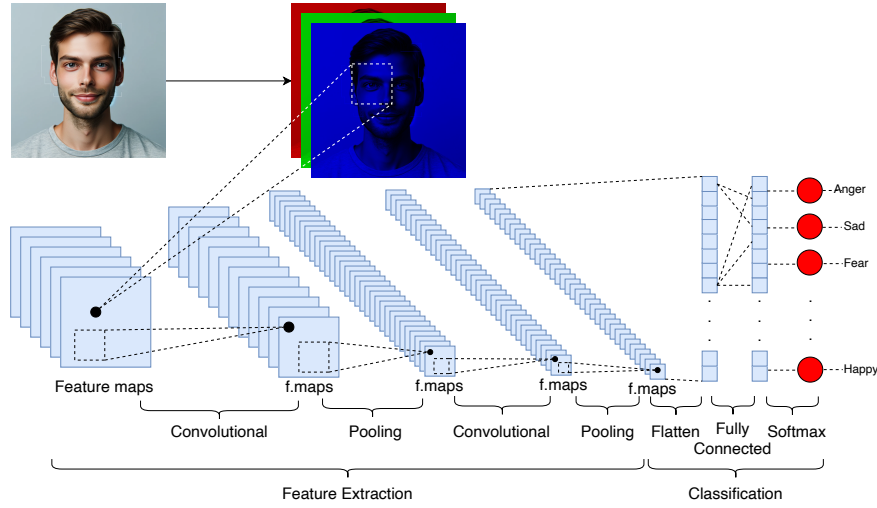 Anger
Sad
Fear
Happy
Feature maps
f.maps
f.maps
f.maps
f.maps
Convolutional
Pooling
Convolutional
Pooling
Flatten
Fully
Connected
Softmax
Feature Extraction
Classification